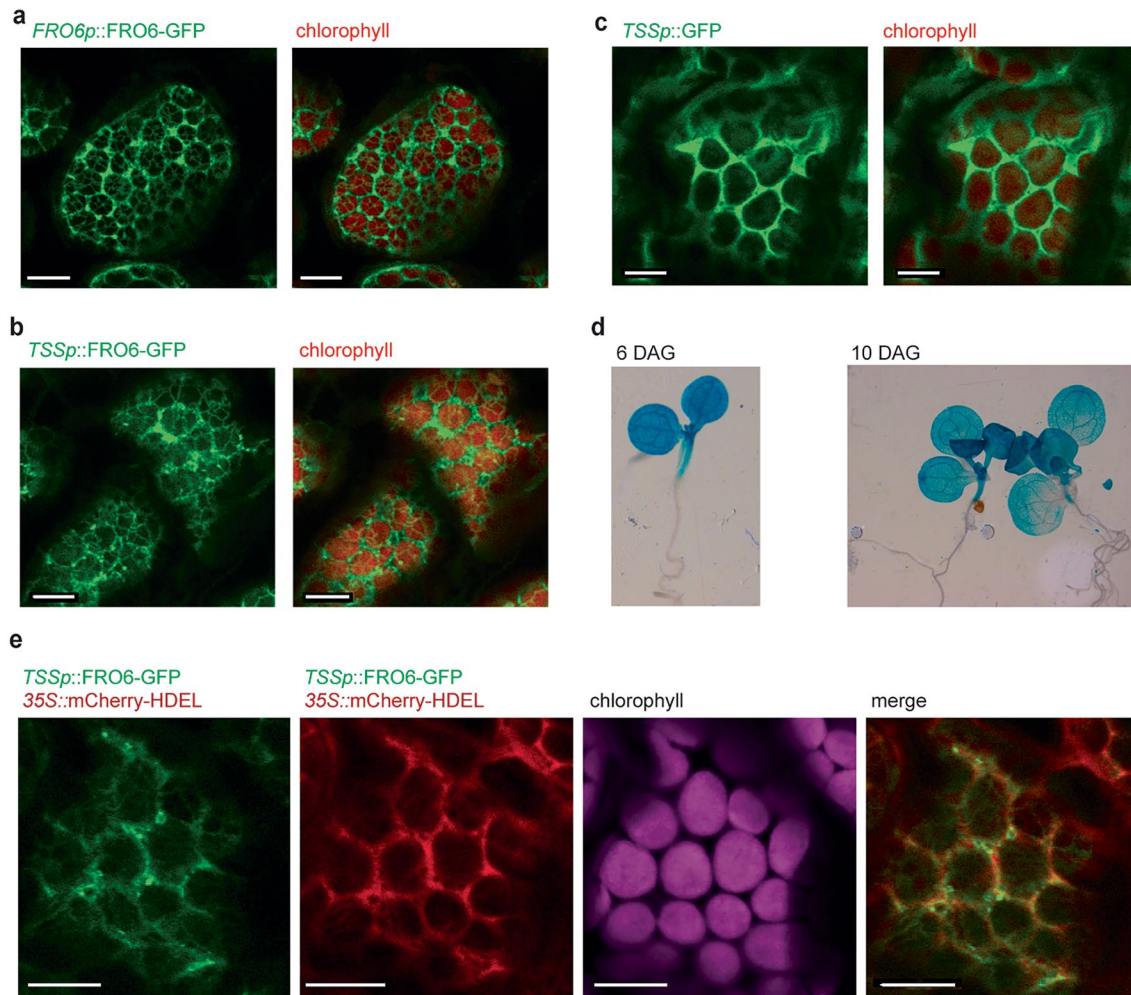 a
FRO6p::FRO6-GFP
chlorophyll
b
TSSp::FRO6-GFP
chlorophyll
c
TSSp::GFP
chlorophyll
d
6 DAG
10 DAG
e
TSSp::FRO6-GFP
35S::mCherry-HDEL
TSSp::FRO6-GFP
35S::mCherry-HDEL
chlorophyll
merge